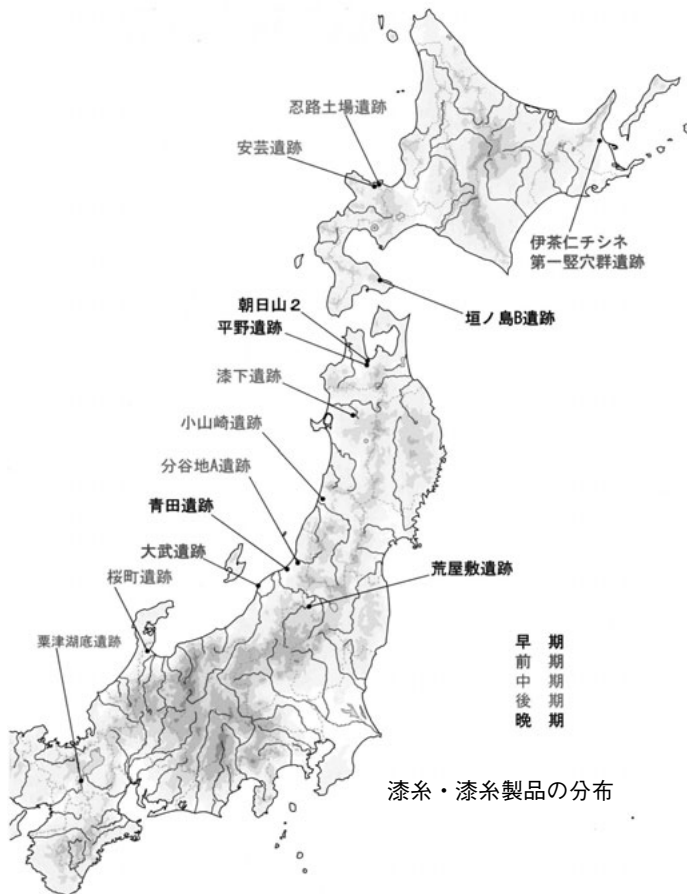 忍路土場遺跡
安芸遺跡
伊茶仁チシネ
第一竪穴群遺跡
朝日山２
平野遺跡
垣ノ島B遺跡
漆下遺跡
小山崎遺跡
分谷地A遺跡
青田遺跡
大武遺跡
荒屋敷遺跡
桜町遺跡
粟津湖底遺跡
早　期
前　期
中　期
後　期
晩　期
漆糸・漆糸製品の分布